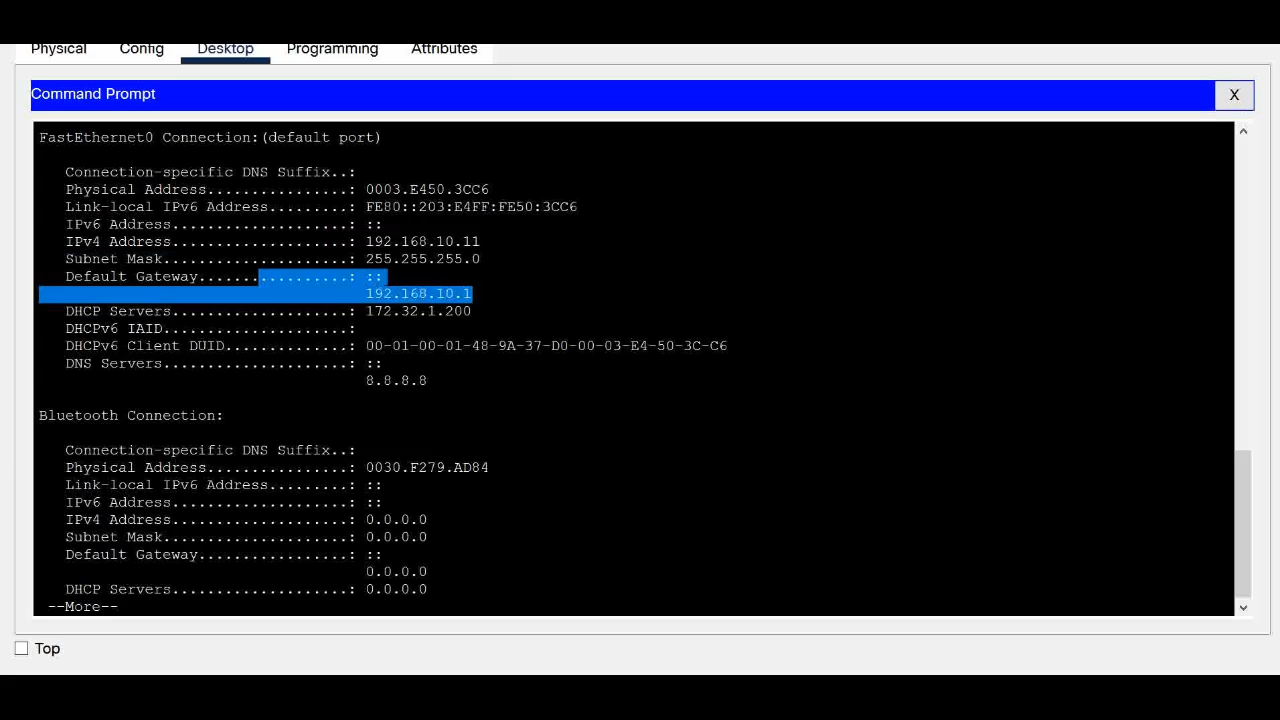 Physical Config Desktop Programming Attributes
Command Prompt X
FastEthernet0 Connection:(default port)
Connection-specific DNS Suffix..:
Physical Address................: 0003.E450.3CC6
Link-local IPv6 Address.........: FE80::203:E4FF:FE50:3CC6
IPv6 Address....................: ::
IPv4 Address....................: 192.168.10.11
Subnet Mask.....................: 255.255.255.0
Default Gateway.................: ::
192.168.10.1
DHCP Servers....................: 172.32.1.200
DHCPv6 IAID.....................:
DHCPv6 Client DUID..............: 00-01-00-01-48-9A-37-D0-00-03-E4-50-3C-C6
DNS Servers.....................: ::
8.8.8.8
Bluetooth Connection:
Connection-specific DNS Suffix..:
Physical Address................: 0030.F279.AD84
Link-local IPv6 Address.........: ::
IPv6 Address....................: ::
IPv4 Address....................: 0.0.0.0
Subnet Mask.....................: 0.0.0.0
Default Gateway.................: ::
0.0.0.0
DHCP Servers....................: 0.0.0.0
--More--
Top